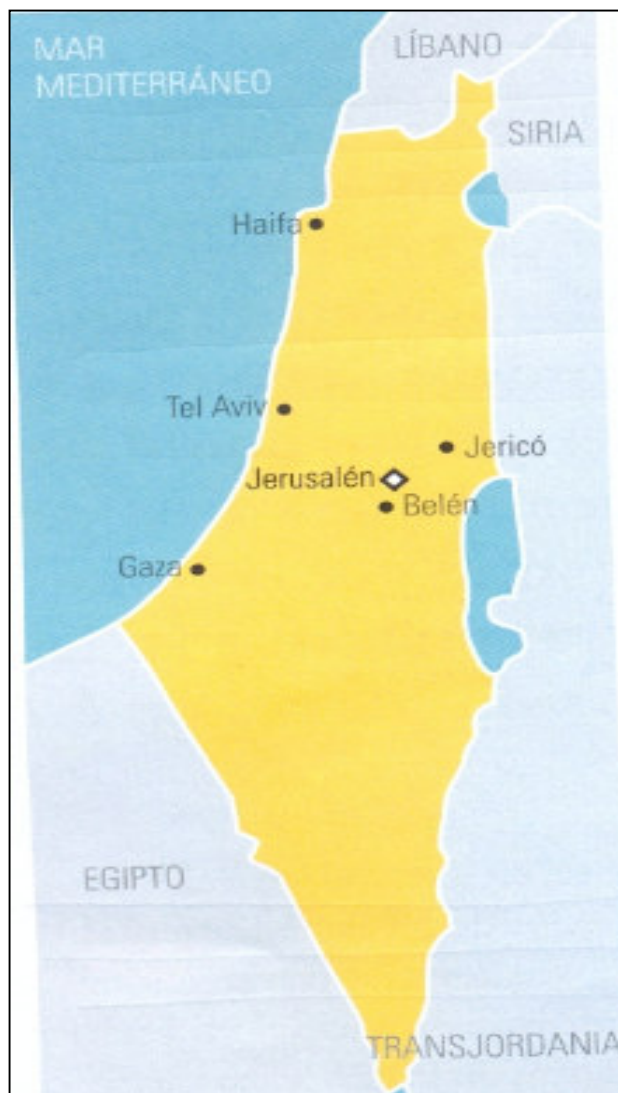 MAR
MEDITERRÁNEO
LÍBANO
SIRIA
Haifa
Tel Aviv
Jericó
Jerusalén
Belén
Gaza
EGIPTO
TRANSJORDANIA